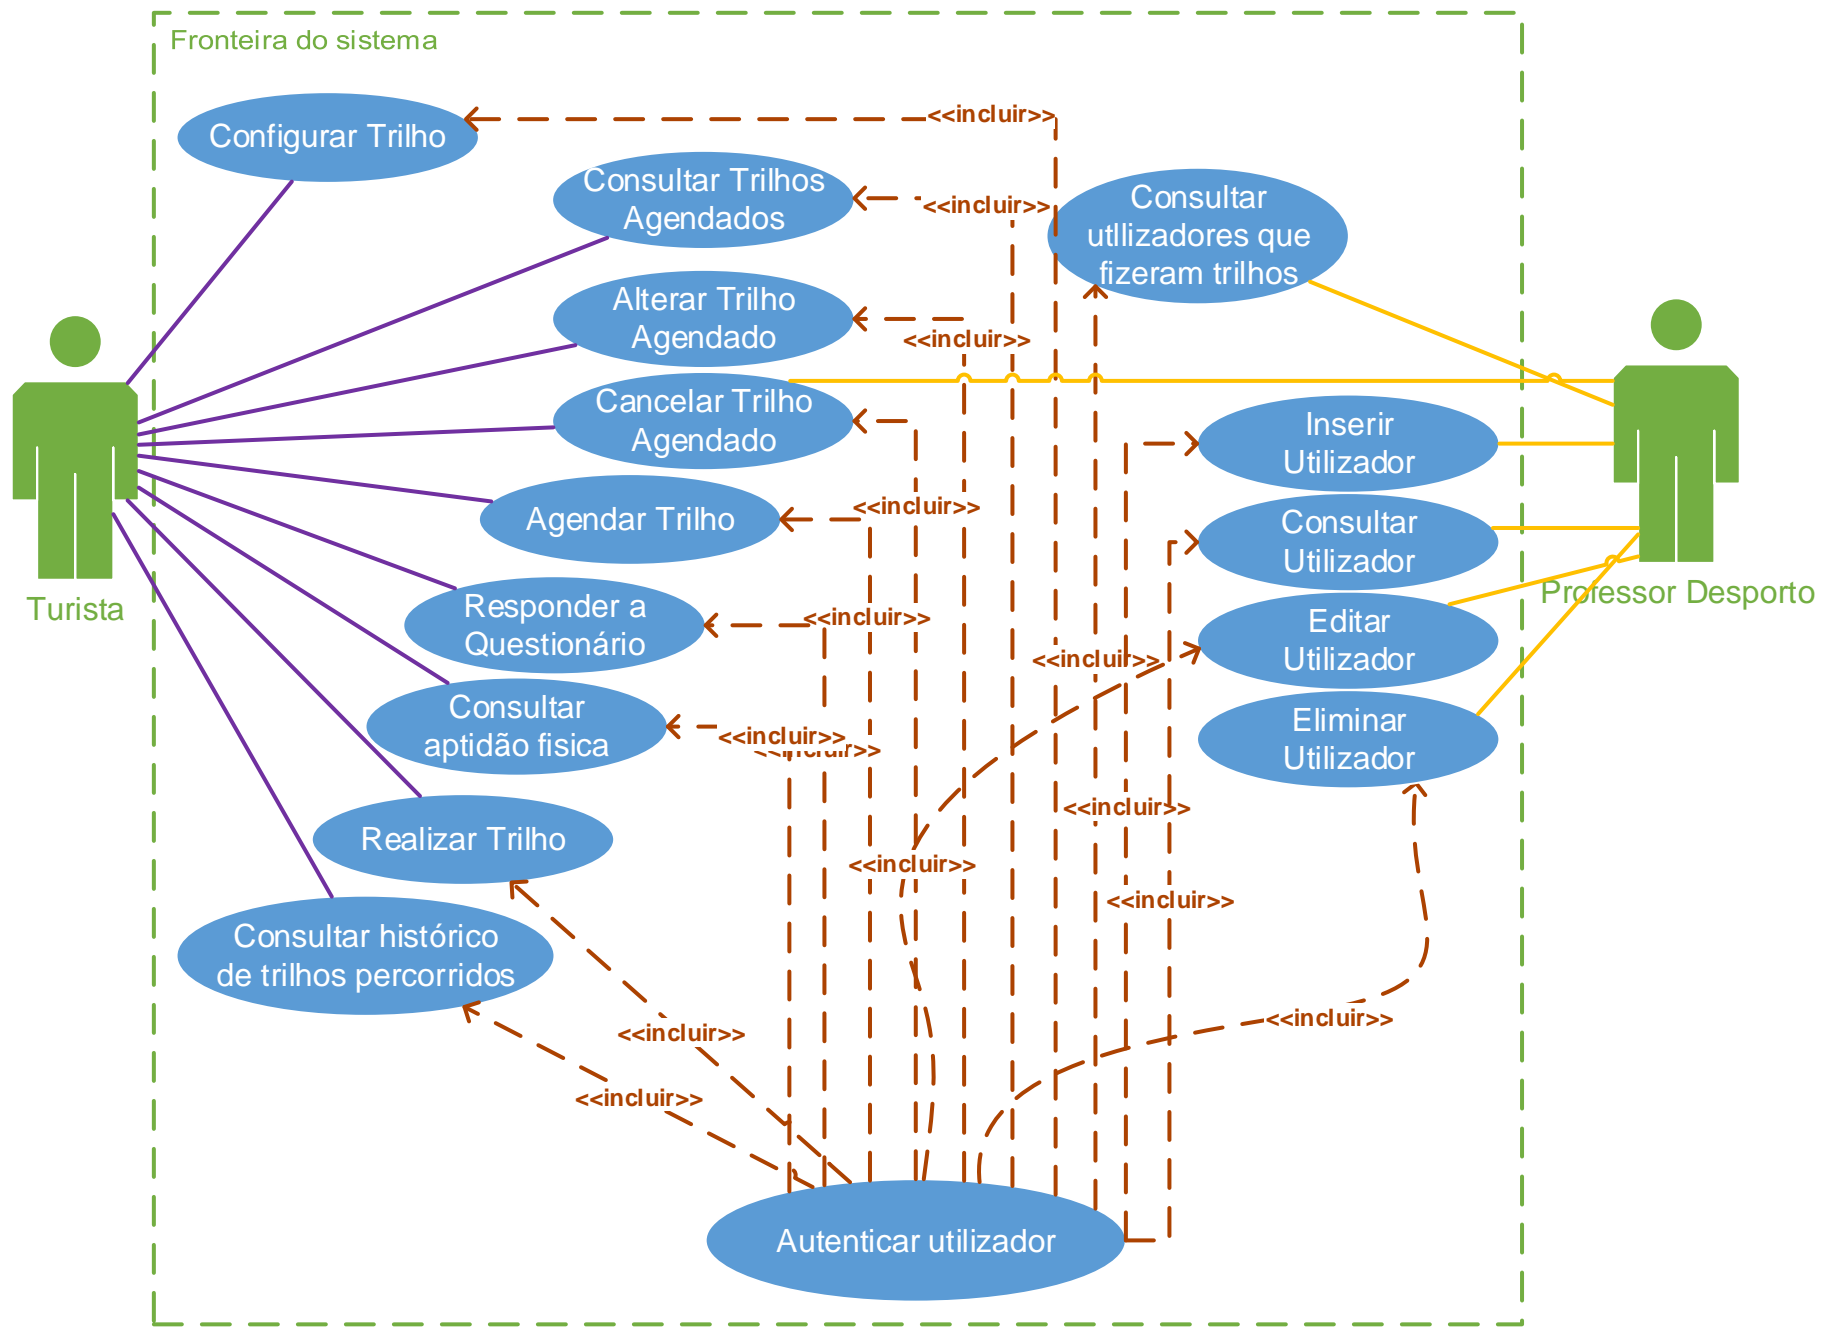 Fronteira do sistema
Configurar Trilho
<<incluir>>
Consultar Trilhos
Agendados
<<incluir>>
Consultar
utllizadores que
fizeram trilhos
Alterar Trilho
Agendado
<<incluir>>
Cancelar Trilho
Agendado
Inserir
Utilizador
<<incluir>>
Agendar Trilho
Consultar
Utilizador
Turista
Professor Desporto
Responder a
Questionário
<<incluir>>
Editar
Utilizador
<<incluir>>
Consultar
aptidão fisica
<<incluir>>
<<incluir>>
Eliminar
Utilizador
<<incluir>>
Realizar Trilho
<<incluir>>
<<incluir>>
Consultar histórico
de trilhos percorridos
<<incluir>>
<<incluir>>
<<incluir>>
Autenticar utilizador